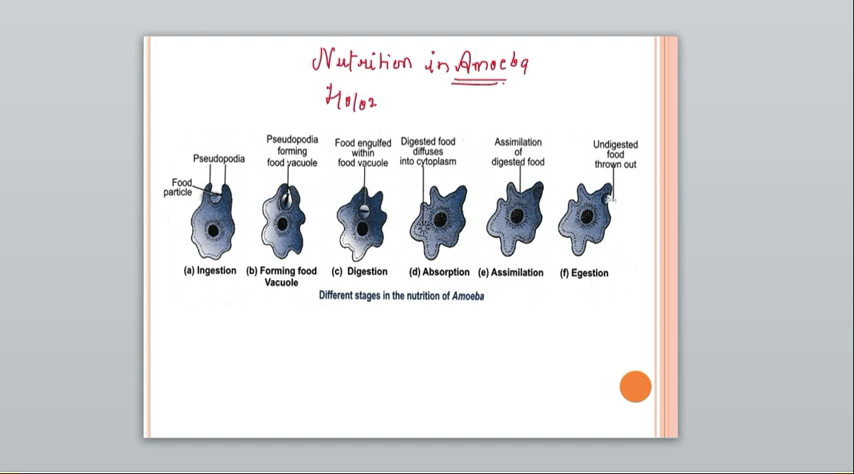 Nutrition in Amoeba
Holoz
Pseudopodia
Food
particle
(a) Ingestion
Pseudopodia
forming
food vacuole
(b) Forming food
Vacuole
Food engulfed
within
food vacuole
(c) Digestion
Digested food
diffuses
into cytoplasm
(d) Absorption
Assimilation
of
digested food
(e) Assimilation
Undigested
food
thrown out
(f) Egestion
Different stages in the nutrition of Amoeba